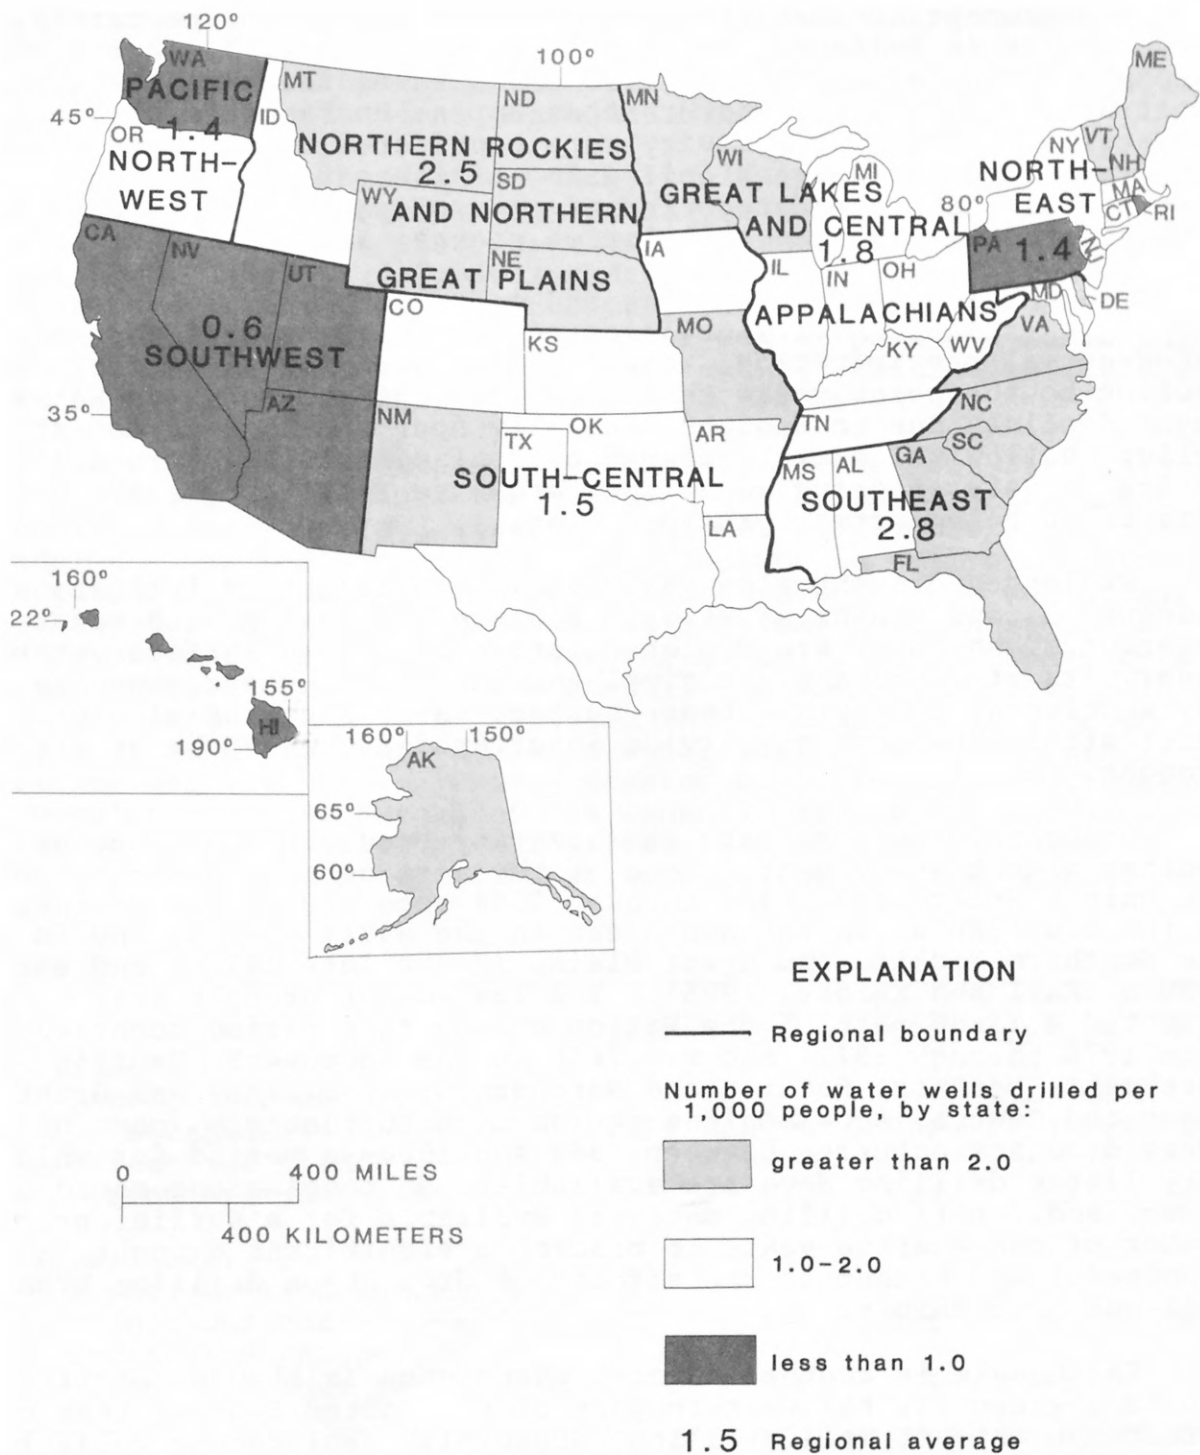 120°
100°
WA
PACIFIC
1.4
45°
OR
NORTH-
WEST
ID
MT
ND
NORTHERN ROCKIES
2.5
SD
WY
AND NORTHERN
NE
GREAT PLAINS
MN
WI
MI
GREAT LAKES
AND CENTRAL
1.8
IA
IL
IN
OH
APPALACHIANS
KY
WV
TN
ME
NY
VT
NH
NORTH-
EAST
MA
CT
RI
80°
PA
1.4
NJ
MD
DE
VA
CA
NV
UT
0.6
SOUTHWEST
AZ
35°
CO
KS
MO
NM
TX
OK
AR
SOUTH-CENTRAL
1.5
LA
NC
SC
MS
AL
GA
SOUTHEAST
2.8
FL
160°
22°
155°
HI
190°
160°
150°
AK
65°
60°
EXPLANATION
Regional boundary
Number of water wells drilled per
1,000 people, by state:
greater than 2.0
1.0-2.0
less than 1.0
1.5 Regional average
0 400 MILES
400 KILOMETERS